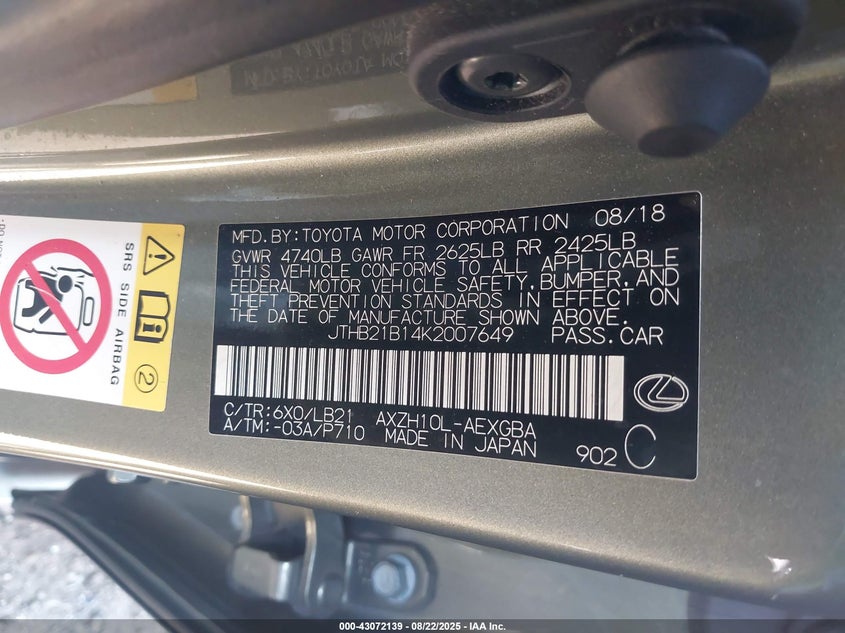 MFD.BY:TOYOTA MOTOR CORPORATION 08/18
GVWR 4740LB GAWR FR 2625LB RR 2425LB
THIS VEHICLE CONFORMS TO ALL APPLICABLE
FEDERAL MOTOR VEHICLE SAFETY,BUMPER,AND
THEFT PREVENTION STANDARDS IN EFFECT ON
THE DATE OF MANUFACTURE SHOWN ABOVE.
JTHB21B14K2007649 PASS.CAR
C/TR:6X0/LB21 AXZH10L-AEXGBA
A/TM:-03A/P710 MADE IN JAPAN 902 C
SRS SIDE AIRBAG
2
000-43072139 - 08/22/2025 - IAA Inc.